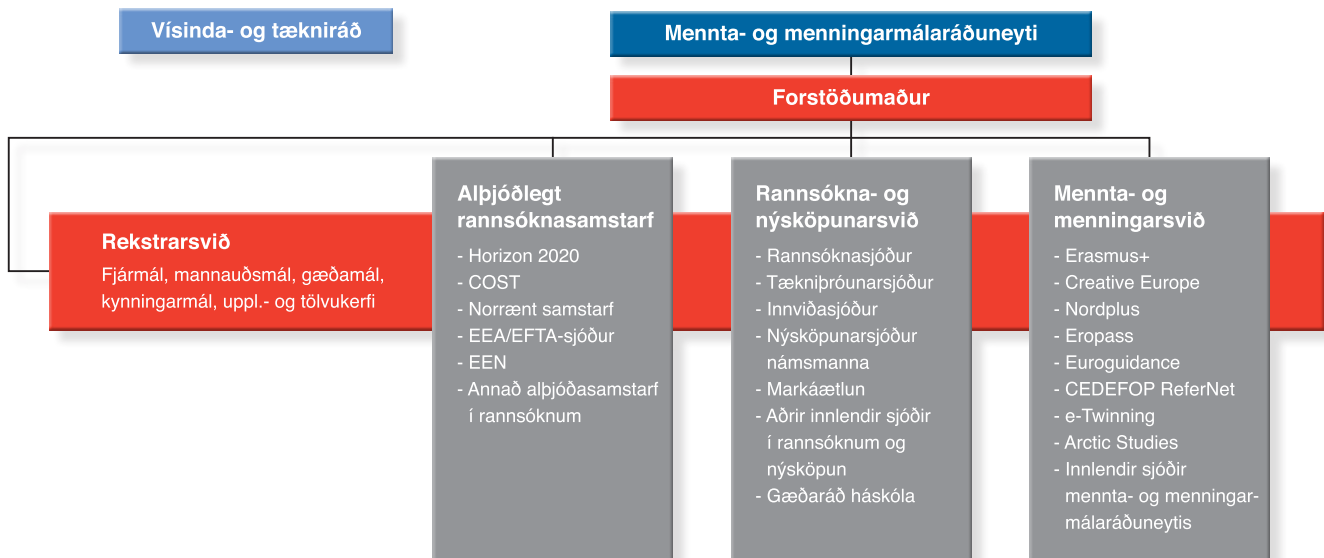 Vísinda- og tækniráð
Mennta- og menningarmálaráðuneyti
Forstöðumaður
Rekstrarsvið
Fjármál, mannauðsmál, gæðamál,
kynningarmál, uppl.- og tölvukerfi
Alþjóðlegt
rannsóknasamstarf
- Horizon 2020
- COST
- Norrænt samstarf
- EEA/EFTA-sjóður
- EEN
- Annað alþjóðasamstarf
í rannsóknum
Rannsókna- og
nýsköpunarsvið
- Rannsóknasjóður
- Tækniþróunarsjóður
- Innviðasjóður
- Nýsköpunarsjóður
námsmanna
- Markáætlun
- Aðrir innlendir sjóðir
í rannsóknum og
nýsköpun
- Gæðaráð háskóla
Mennta- og
menningarsvið
- Erasmus+
- Creative Europe
- Nordplus
- Eropass
- Euroguidance
- CEDEFOP ReferNet
- e-Twinning
- Arctic Studies
- Innlendir sjóðir
mennta- og menningar-
málaráðuneytis